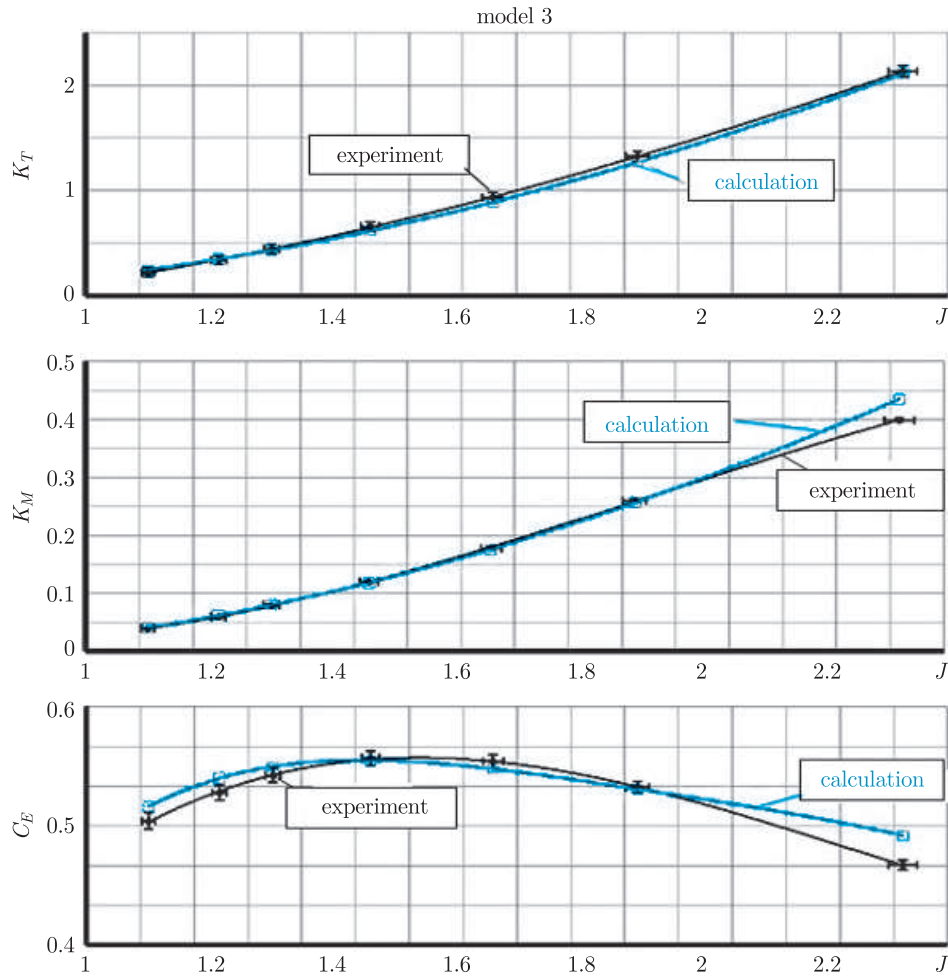 model 3
K_T
2
1
0
experiment
calculation
1 1.2 1.4 1.6 1.8 2 2.2 J
K_M
0.5
0.4
0.3
0.2
0.1
0
calculation
experiment
1 1.2 1.4 1.6 1.8 2 2.2 J
C_E
0.6
0.5
0.4
calculation
experiment
1 1.2 1.4 1.6 1.8 2 2.2 J